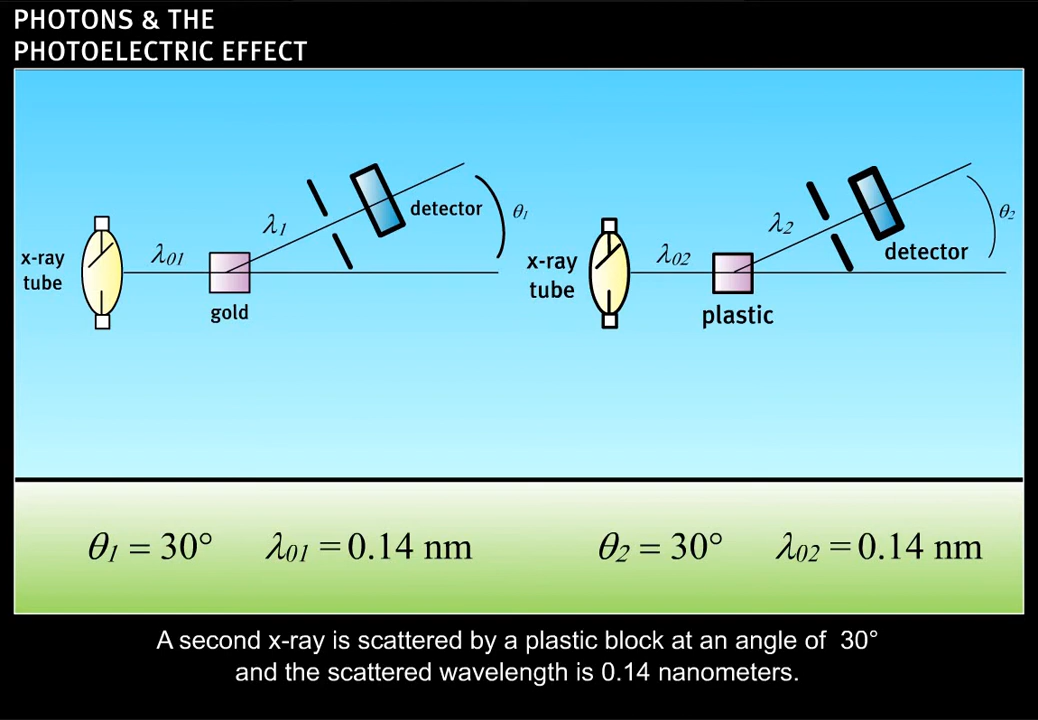 PHOTONS & THE
PHOTOELECTRIC EFFECT
x-ray
tube
λ01
gold
λ1
detector
θ1
x-ray
tube
λ02
plastic
λ2
detector
θ2
θ1 = 30° λ01 = 0.14 nm θ2 = 30° λ02 = 0.14 nm
A second x-ray is scattered by a plastic block at an angle of 30°
and the scattered wavelength is 0.14 nanometers.